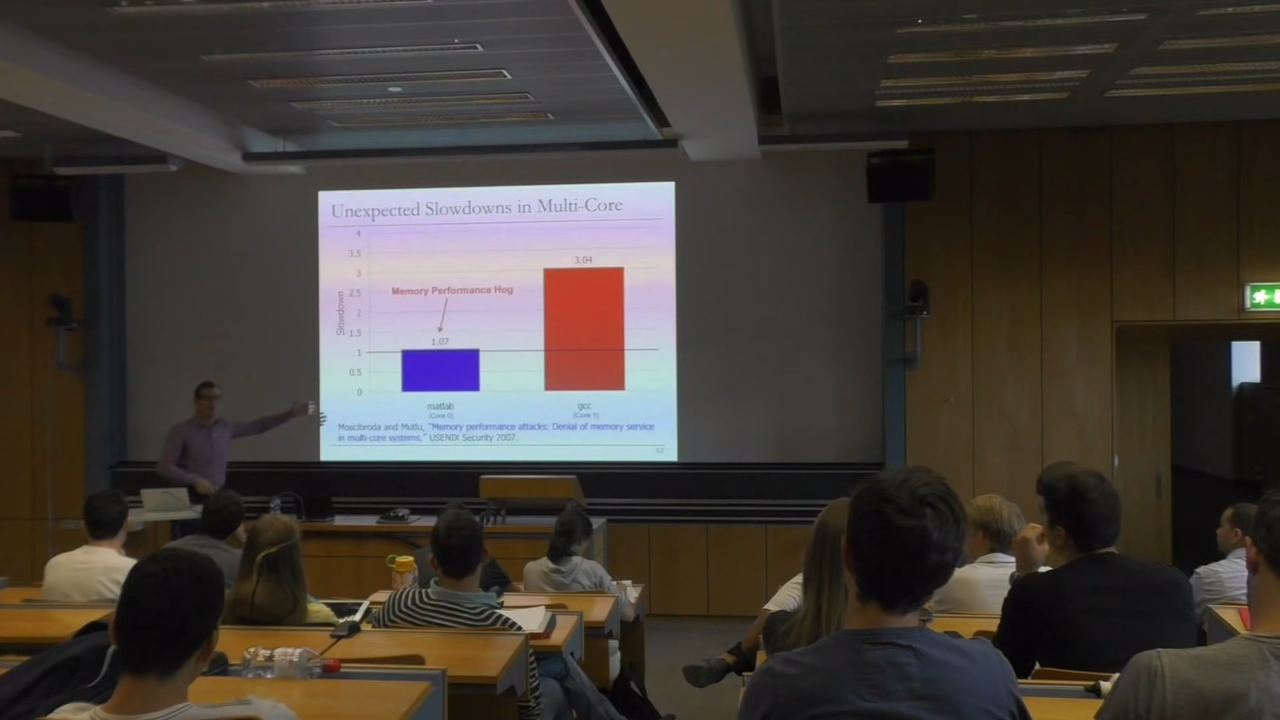 Unexpected Slowdowns in Multi-Core
4
3.5
3
2.5
2
1.5
1
0.5
0
Slowdown
Memory Performance Hog
1.07
3.04
matlab
(Core 0)
gcc
(Core 1)
Moscibroda and Mutlu, "Memory performance attacks: Denial of memory service
in multi-core systems," USENIX Security 2007.
62